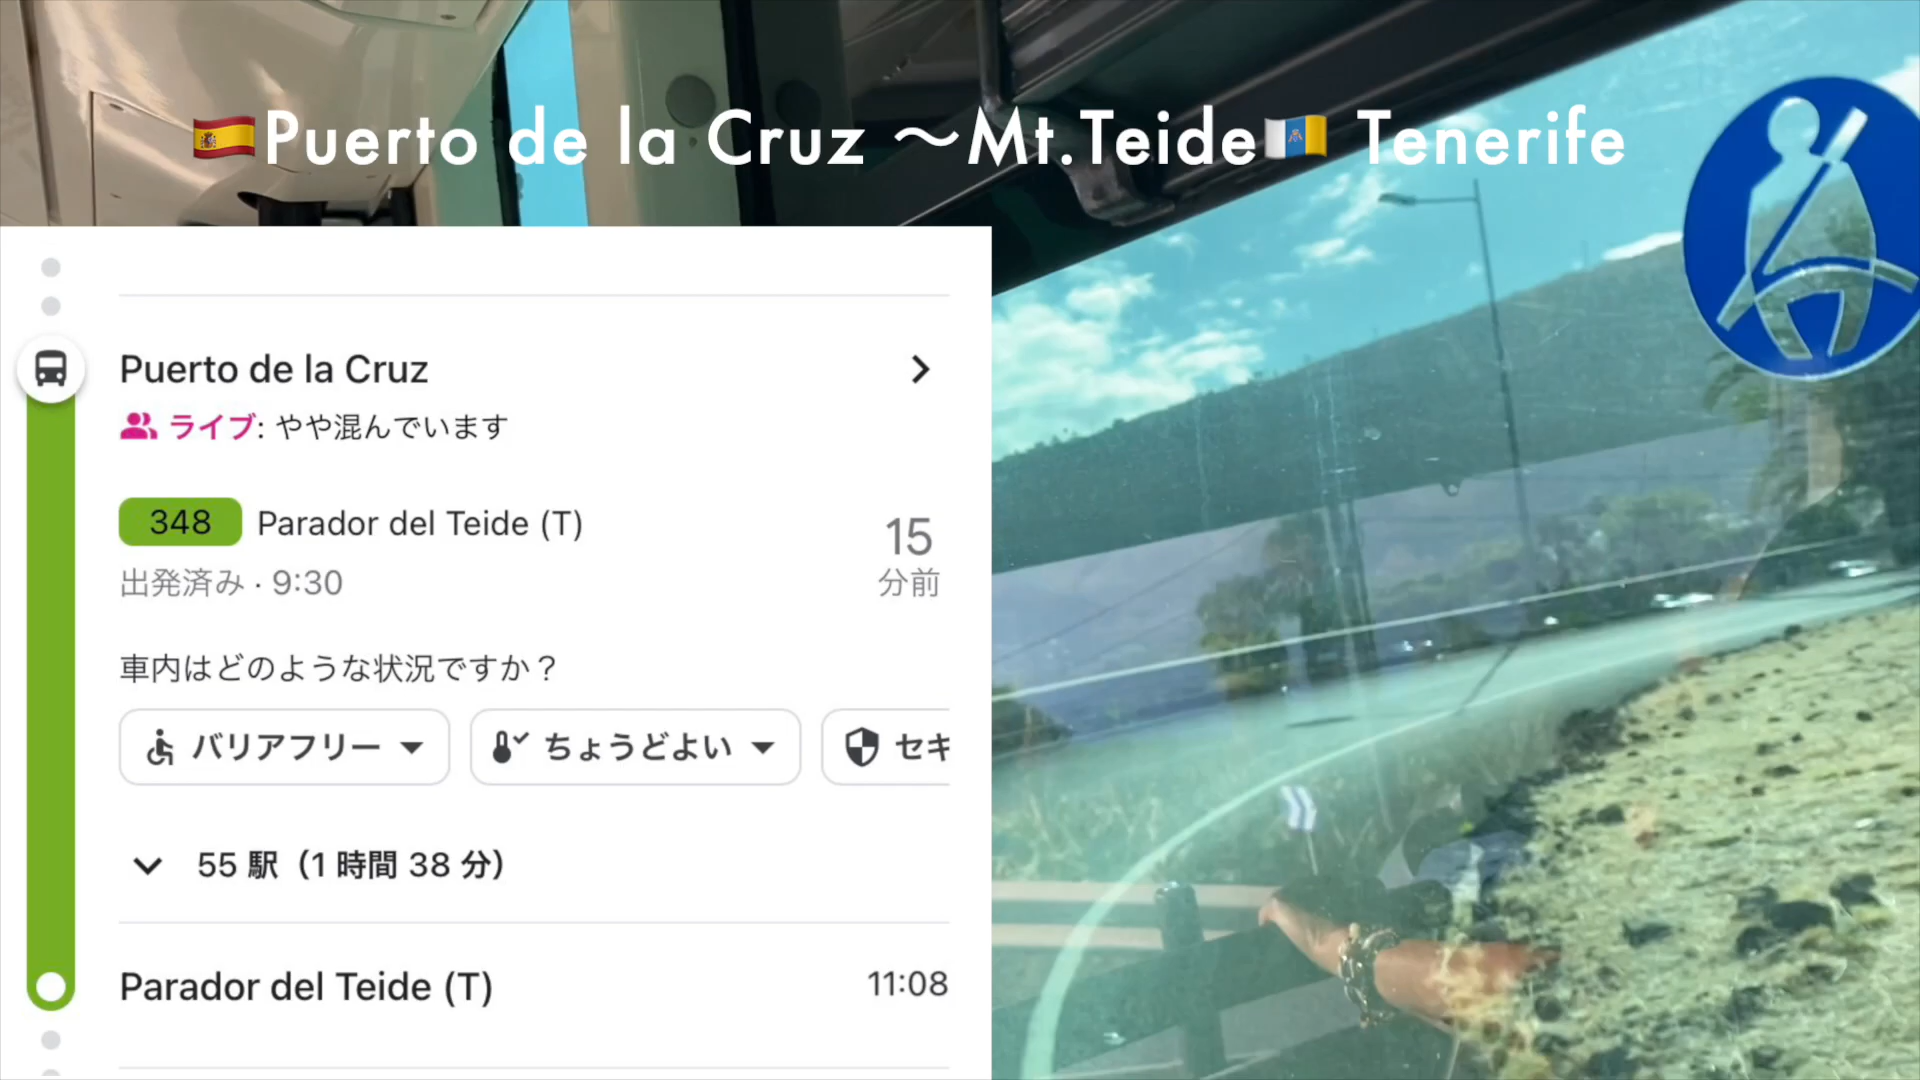 🇪🇸Puerto de la Cruz 〜Mt.Teide🇮🇨 Tenerife
Puerto de la Cruz
ライブ: やや混んでいます
348 Parador del Teide (T)
15
出発済み · 9:30
分前
車内はどのような状況ですか？
バリアフリー
ちょうどよい
セキ
55 駅（1 時間 38 分）
Parador del Teide (T)
11:08